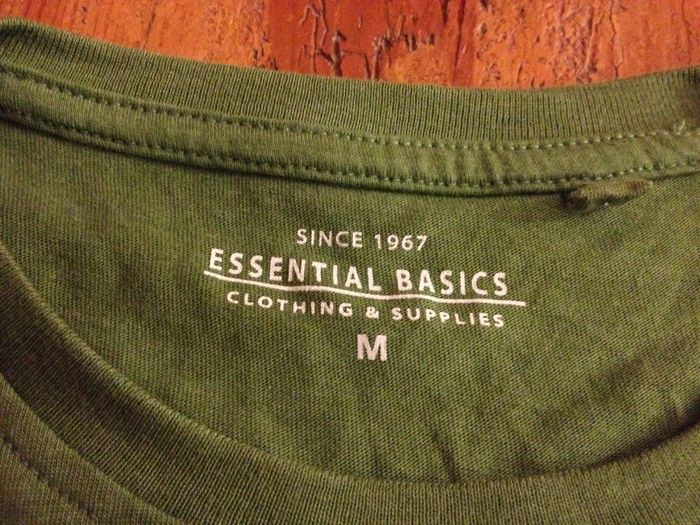 SINCE 1967
ESSENTIAL BASICS
CLOTHING & SUPPLIES
M